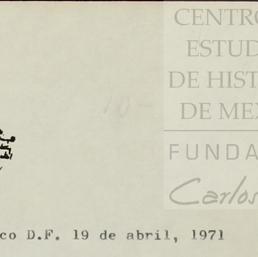 CENTRO
ESTUD
DE HIST
DE MEX
FUNDA
Carlos
co D.F. 19 de abril, 1971